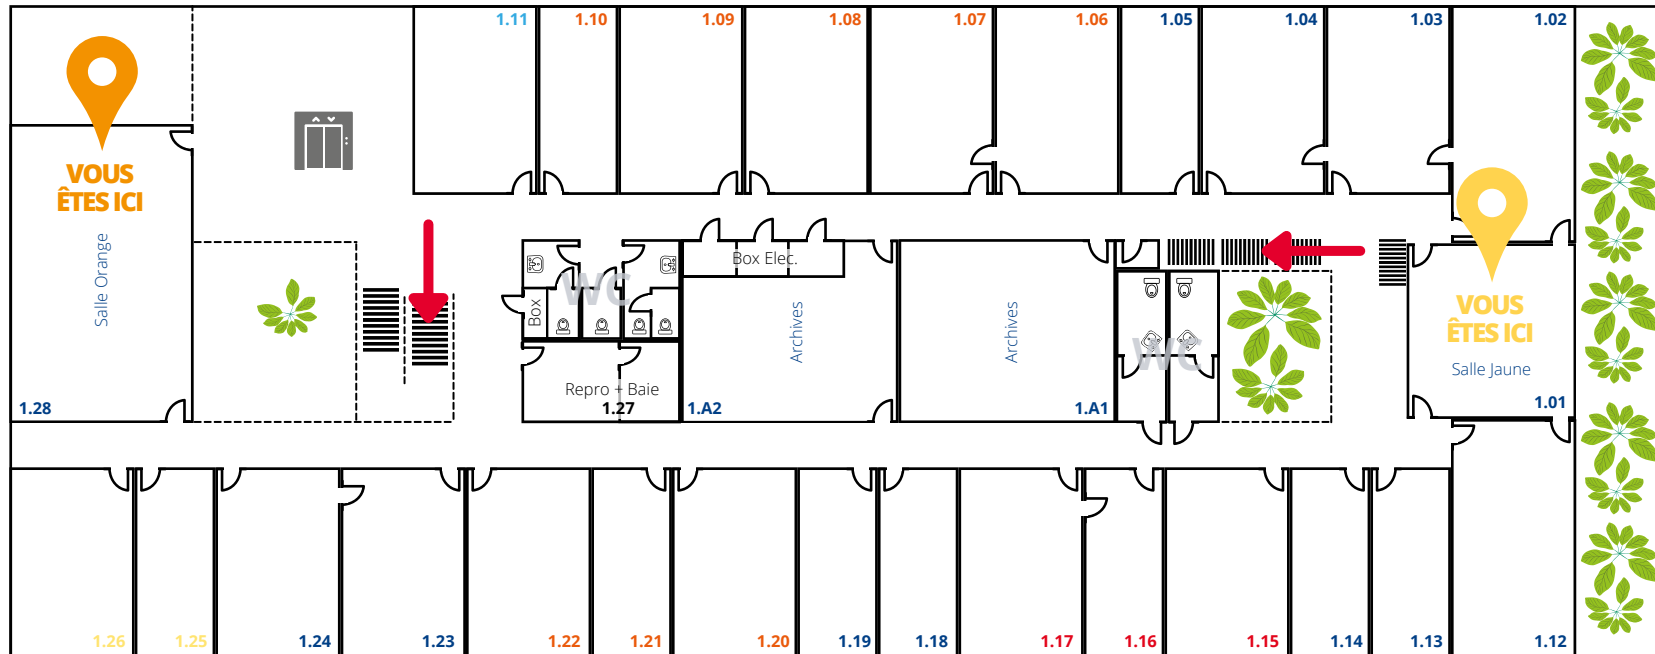 1.11
1.10
1.09
1.08
1.07
1.06
1.05
1.04
1.03
1.02
VOUS
ÊTES ICI
Salle Orange
1.28
Box
WC
Repro + Baie
1.27
Box Elec.
Archives
1.A2
Archives
1.A1
WC
VOUS
ÊTES ICI
Salle Jaune
1.01
1.26
1.25
1.24
1.23
1.22
1.21
1.20
1.19
1.18
1.17
1.16
1.15
1.14
1.13
1.12